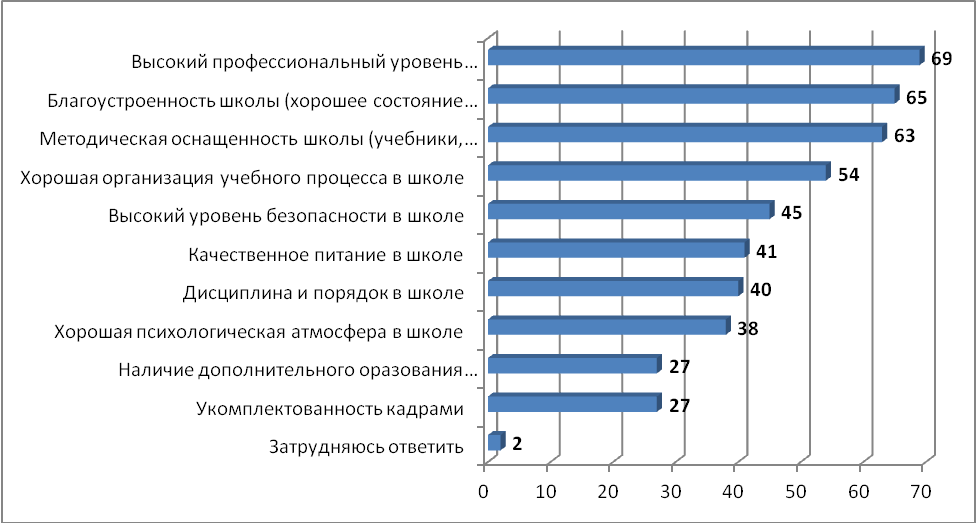 Высокий профессиональный уровень... 69
Благоустроенность школы (хорошее состояние... 65
Методическая оснащенность школы (учебники,... 63
Хорошая организация учебного процесса в школе 54
Высокий уровень безопасности в школе 45
Качественное питание в школе 41
Дисциплина и порядок в школе 40
Хорошая психологическая атмосфера в школе 38
Наличие дополнительного оразования... 27
Укомплектованность кадрами 27
Затрудняюсь ответить 2
0 10 20 30 40 50 60 70